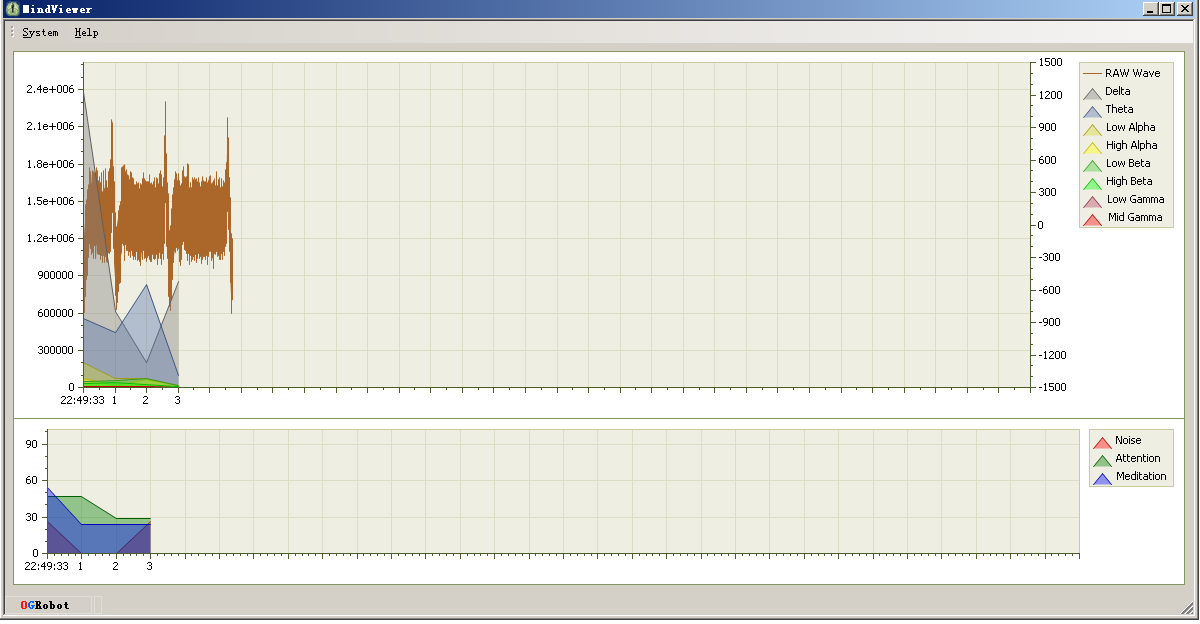 MindViewer
System Help
2.4e+006
2.1e+006
1.8e+006
1.5e+006
1.2e+006
900000
600000
300000
0
22:49:33 1 2 3
1500
1200
900
600
300
0
-300
-600
-900
-1200
-1500
RAW Wave
Delta
Theta
Low Alpha
High Alpha
Low Beta
High Beta
Low Gamma
Mid Gamma
90
60
30
0
22:49:33 1 2 3
Noise
Attention
Meditation
OGRobot